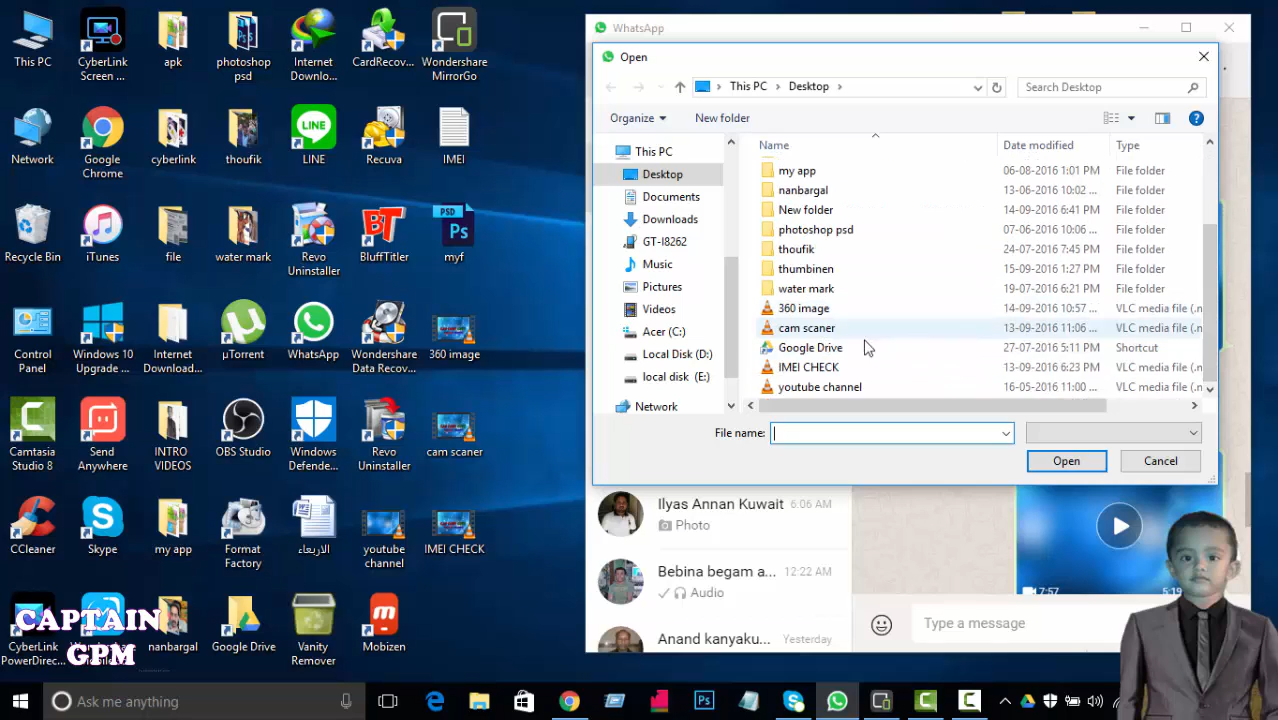 This PC
CyberLink
Screen ...
apk
photoshop
psd
Internet
Downlo...
CardRecov...
Wondershare
MirrorGo
Network
Google
Chrome
cyberlink
thoufik
LINE
Recuva
IMEI
Recycle Bin
iTunes
file
water mark
Revo
Uninstaller
BT
BluffTitler
PSD
Ps
myf
Control
Panel
Windows 10
Upgrade ...
Internet
Download...
µTorrent
WhatsApp
Wondershare
Data Recov...
360 image
Camtasia
Studio 8
Send
Anywhere
INTRO
VIDEOS
OBS Studio
Windows
Defende...
Revo
Uninstaller
cam scaner
CCleaner
Skype
my app
Format
Factory
الاربعاء
youtube
channel
IMEI CHECK
CyberLink
PowerDirec...
nanbargal
Google Drive
Vanity
Remover
Mobizen
CAPTAIN
GPM
WhatsApp
Open
This PC
Desktop
Search Desktop
Organize
New folder
This PC
Desktop
Documents
Downloads
GT-I8262
Music
Pictures
Videos
Acer (C:)
Local Disk (D:)
local disk (E:)
Network
Name Date modified Type
my app 06-08-2016 1:01 PM File folder
nanbargal 13-06-2016 10:02 ... File folder
New folder 14-09-2016 6:41 PM File folder
photoshop psd 07-06-2016 10:06 ... File folder
thoufik 24-07-2016 7:45 PM File folder
thumbinen 15-09-2016 1:27 PM File folder
water mark 19-07-2016 6:21 PM File folder
360 image 14-09-2016 10:57 ... VLC media file (.n
cam scaner 13-09-2016 11:06 ... VLC media file (.n
Google Drive 27-07-2016 5:11 PM Shortcut
IMEI CHECK 13-09-2016 6:23 PM VLC media file (.n
youtube channel 16-05-2016 11:00 ... VLC media file (.n
File name:
Open
Cancel
Ilyas Annan Kuwait 6:06 AM
Photo
Bebina begam a... 12:22 AM
Audio
Anand kanyaku... Yesterday
7:57 5:19
Type a message
Ask me anything